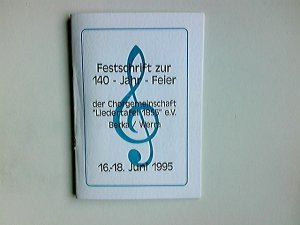 Festschrift zur
140 - Jahr - Feier
der Chorgemeinschaft
"Liedertafel 1855" e.V.
Berka / Werra
16.-18. Juni 1995